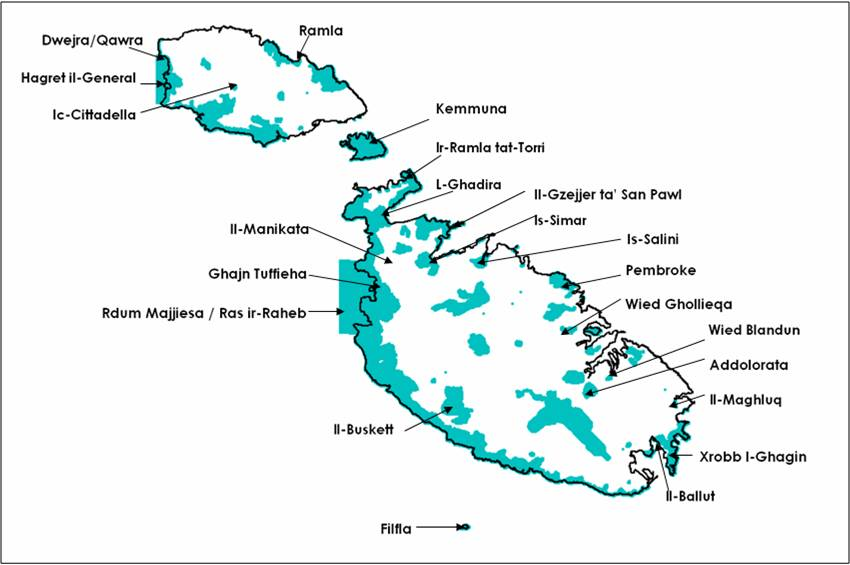 Ramla
Dwejra/Qawra
Hagret il-General
Ic-Cittadella
Kemmuna
Ir-Ramla tat-Torri
L-Ghadira
Il-Gzejjer ta' San Pawl
Is-Simar
Il-Manikata
Is-Salini
Ghajn Tuffieha
Pembroke
Rdum Majjiesa / Ras ir-Raheb
Wied Ghollieqa
Wied Blandun
Addolorata
Il-Maghluq
Il-Buskett
Xrobb l-Ghagin
Il-Ballut
Filfla